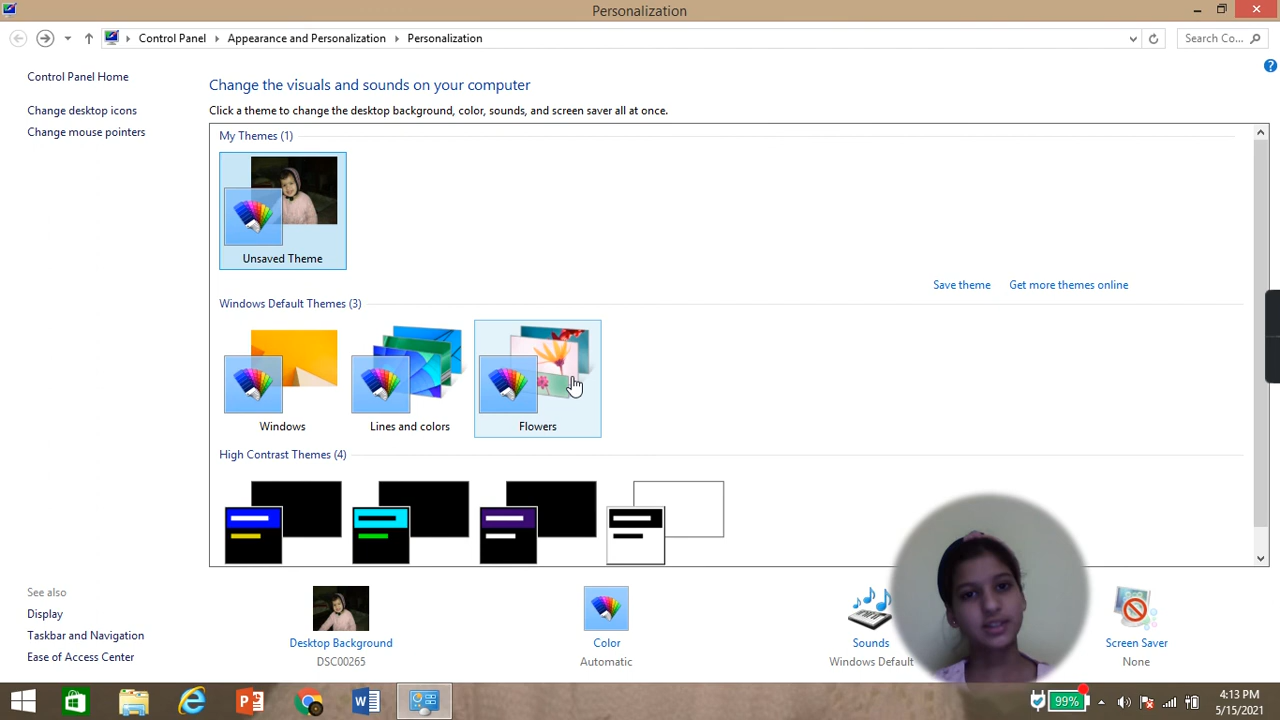 Personalization
Control Panel
Appearance and Personalization
Personalization
Search Co...
Control Panel Home
Change desktop icons
Change mouse pointers
Change the visuals and sounds on your computer
Click a theme to change the desktop background, color, sounds, and screen saver all at once.
My Themes (1)
Unsaved Theme
Save theme
Get more themes online
Windows Default Themes (3)
Windows
Lines and colors
Flowers
High Contrast Themes (4)
See also
Display
Taskbar and Navigation
Ease of Access Center
Desktop Background
DSC00265
Color
Automatic
Sounds
Windows Default
Screen Saver
None
99%
4:13 PM
5/15/2021